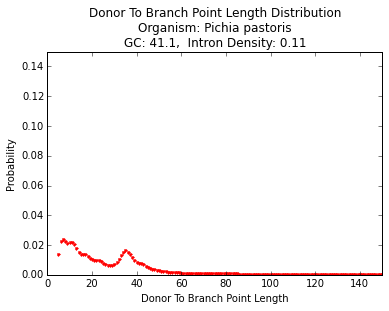 Donor To Branch Point Length Distribution
Organism: Pichia pastoris
GC: 41.1,  Intron Density: 0.11
0.14
0.12
0.10
0.08
0.06
0.04
0.02
0.00
Probability
0 20 40 60 80 100 120 140
Donor To Branch Point Length